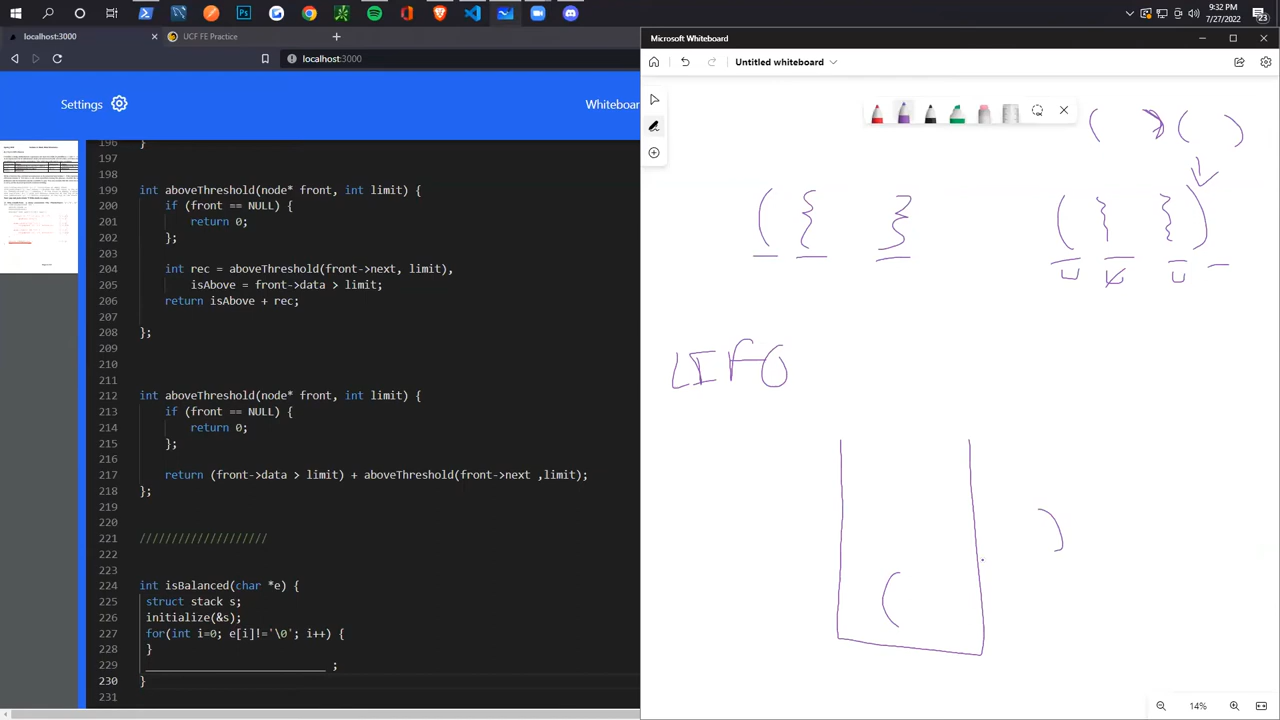 9:32 PM
7/27/2022
23
localhost:3000
UCF FE Practice
localhost:3000
Settings
Whiteboar
196 }
197
198
199 int aboveThreshold(node* front, int limit) {
200 if (front == NULL) {
201 return 0;
202 };
203
204 int rec = aboveThreshold(front->next, limit),
205 isAbove = front->data > limit;
206 return isAbove + rec;
207
208 };
209
210
211
212 int aboveThreshold(node* front, int limit) {
213 if (front == NULL) {
214 return 0;
215 };
216
217 return (front->data > limit) + aboveThreshold(front->next ,limit);
218 };
219
220
221 ////////////////////
222
223
224 int isBalanced(char *e) {
225 struct stack s;
226 initialize(&s);
227 for(int i=0; e[i]!='\0'; i++) {
228 }
229 ____________________________ ;
230 }
231
Microsoft Whiteboard
Untitled whiteboard
( ) ( )
( { }
( { } )
LIFO
( )
14%